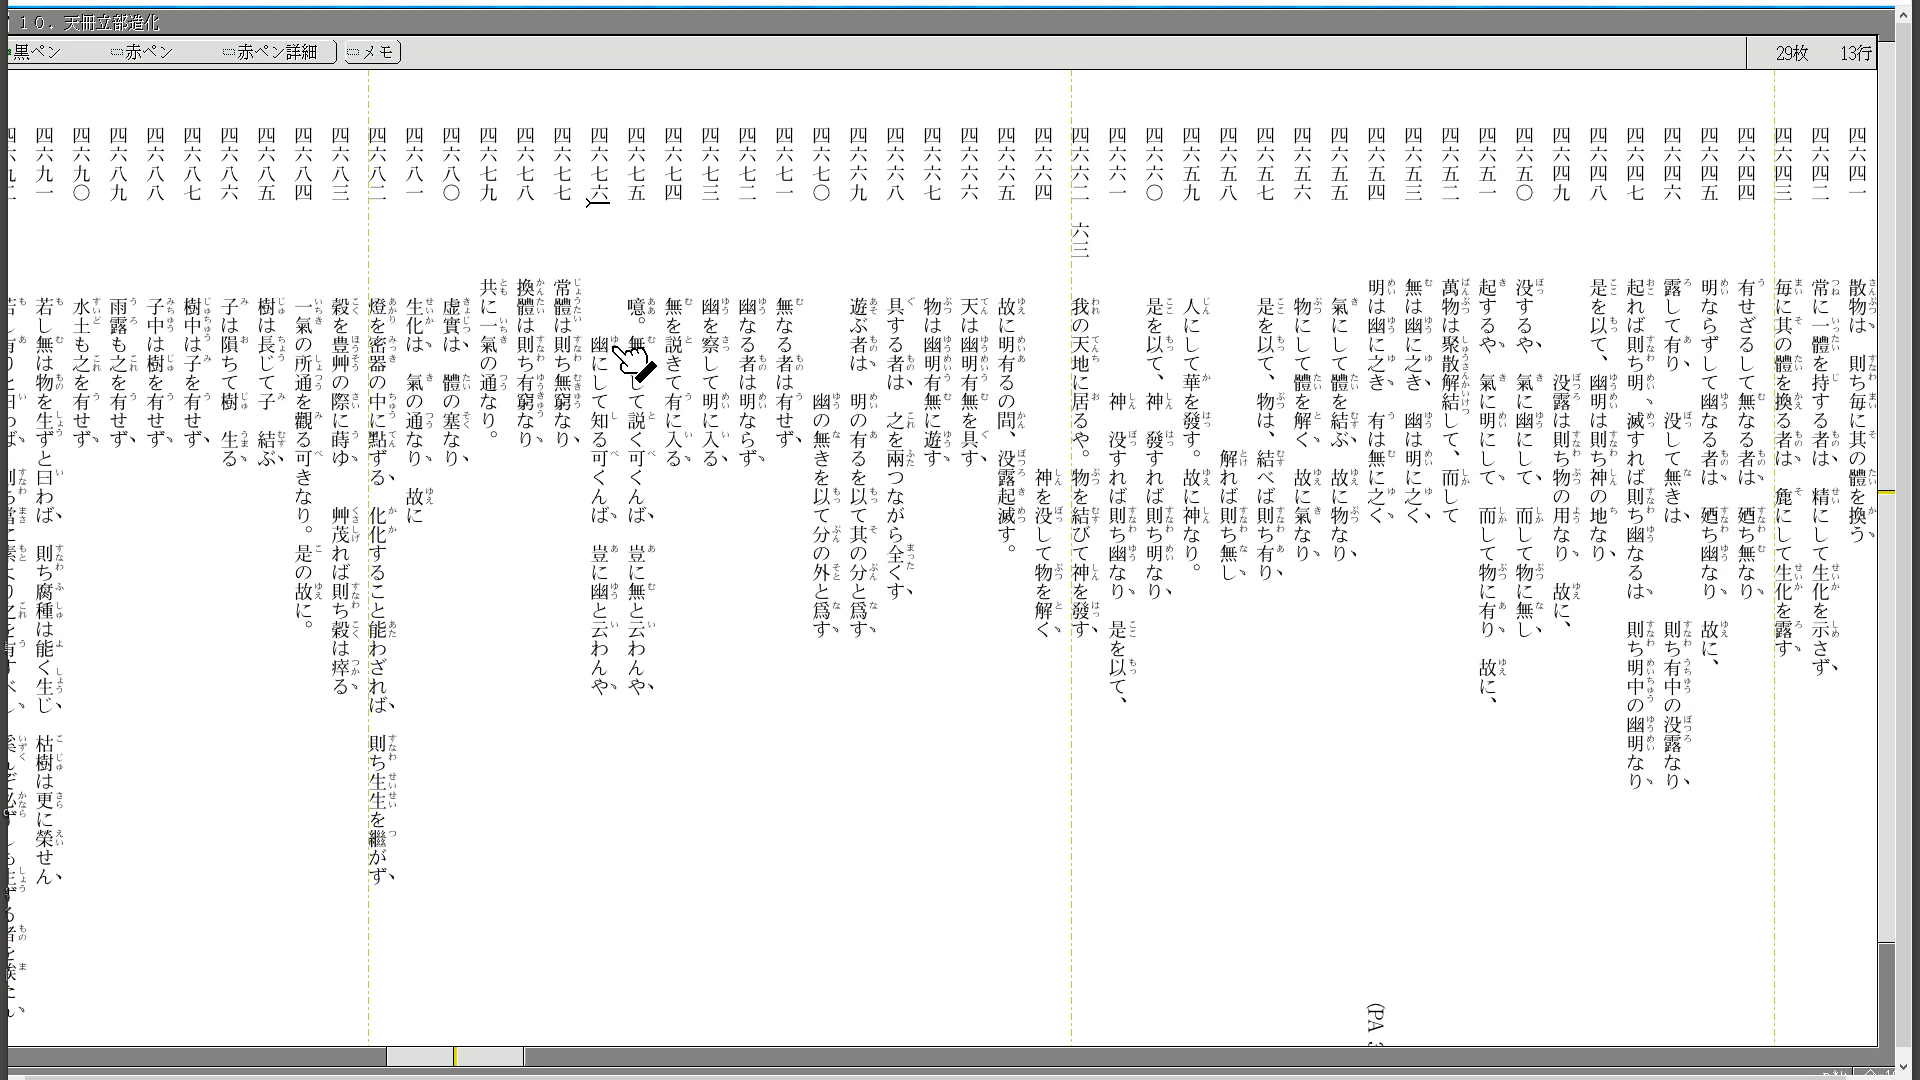 １０．天冊立部造化
黒ペン
赤ペン
赤ペン詳細
メモ
29枚
13行
四六四一 散物は、則ち毎に其の體を換う、
四六四二 常に一體を持する者は、精にして生化を示さず、
四六四三 毎に其の體を換る者は、麁にして生化を露す、
四六四四 有せざるして無なる者は、廼ち無なり、
四六四五 明ならずして幽なる者は、廼ち幽なり、故に、
四六四六 露して有り、没して無きは、則ち有中の没露なり、
四六四七 起れば則ち明、滅すれば則ち幽なるは、則ち明中の幽明なり、
四六四八 是を以て、幽明は則ち神の地なり、
四六四九 没露は則ち物の用なり、故に、
四六五〇 没するや、氣に幽にして、而して物に無し、
四六五一 起するや、氣に明にして、而して物に有り、故に、
四六五二 萬物は聚散解結して、而して
四六五三 無は幽に之き、幽は明に之く、
四六五四 明は幽に之き、有は無に之く、 (PA
四六五五 氣にして體を結ぶ、故に物なり、
四六五六 物にして體を解く、故に氣なり、
四六五七 是を以て、物は、結べば則ち有り、
四六五八 解れば則ち無し、
四六五九 人にして華を發す。故に神なり。
四六六〇 是を以て、神、發すれば則ち明なり、
四六六一 神、没すれば則ち幽なり、是を以て、
四六六二 六三 我の天地に居るや。物を結びて神を發す、
四六六四 神を没して物を解く、
四六六五 故に明有るの間、没露起滅す。
四六六六 天は幽明有無を具す、
四六六七 物は幽明有無に遊す、
四六六八 具する者は、之を兩つながら全くす、
四六六九 遊ぶ者は、明の有るを以て其の分と爲す、
四六七〇 幽の無きを以て分の外と爲す、
四六七一 無なる者は有せず、
四六七二 幽なる者は明ならず、
四六七三 幽を察して明に入る、
四六七四 無を説きて有に入る、
四六七五 噫。無 して説く可くんば、豈に無と云わんや、
四六七六 幽にして知る可くんば、豈に幽と云わんや、
四六七七 常體は則ち無窮なり、
四六七八 換體は則ち有窮なり、
四六七九 共に一氣の通なり。
四六八〇 虚實は、體の塞なり、
四六八一 生化は、氣の通なり、故に
四六八二 燈を密器の中に點ずる、化化すること能わざれば、則ち生生を繼がず、
四六八三 穀を豊艸の際に蒔ゆ、艸茂れば則ち穀は瘁る、
四六八四 一氣の所通を觀る可きなり。是の故に。
四六八五 樹は長じて子、結ぶ、
四六八六 子は隕ちて樹、生る、
四六八七 樹中は子を有せず、
四六八八 子中は樹を有せず、
四六八九 雨露も之を有せず、
四六九〇 水土も之を有せず、
四六九一 若し無は物を生ずと曰わば、則ち腐種は能く生じ、枯樹は更に榮せん、